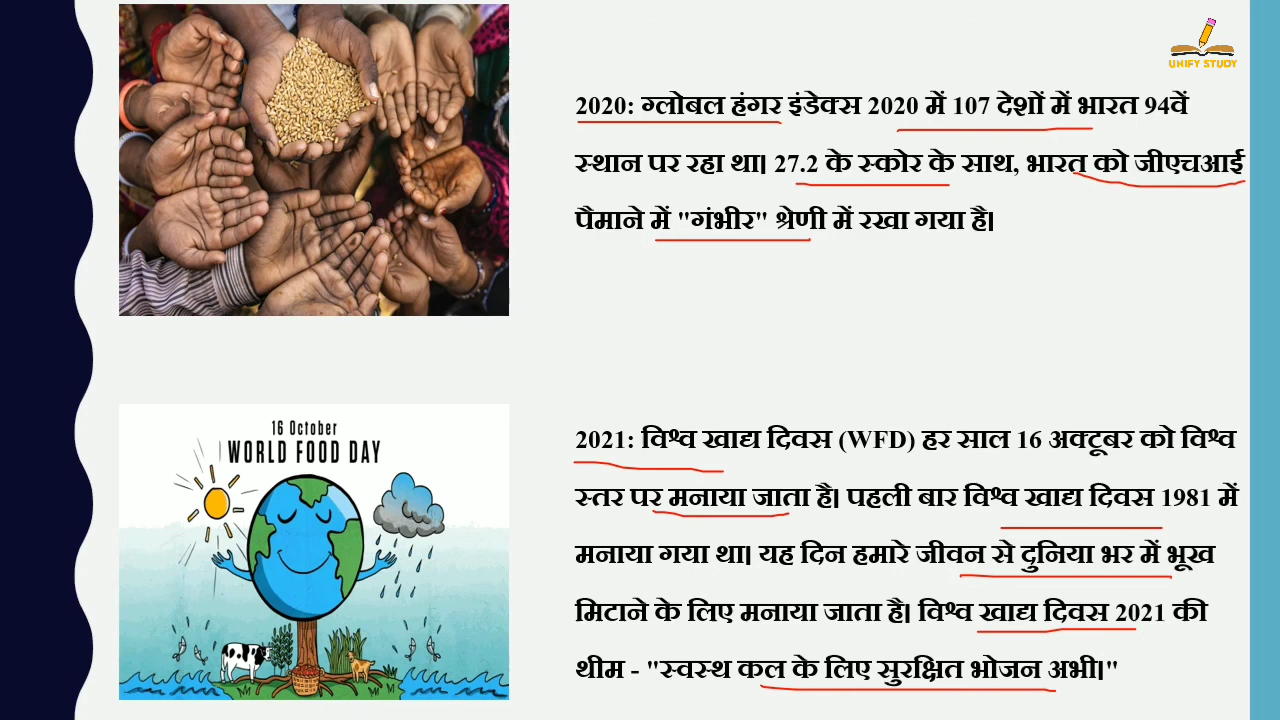 UNIFY STUDY
2020: ग्लोबल हंगर इंडेक्स 2020 में 107 देशों में भारत 94वें
स्थान पर रहा था। 27.2 के स्कोर के साथ, भारत को जीएचआई
पैमाने में "गंभीर" श्रेणी में रखा गया है।
16 October
WORLD FOOD DAY
2021: विश्व खाद्य दिवस (WFD) हर साल 16 अक्टूबर को विश्व
स्तर पर मनाया जाता है। पहली बार विश्व खाद्य दिवस 1981 में
मनाया गया था। यह दिन हमारे जीवन से दुनिया भर में भूख
मिटाने के लिए मनाया जाता है। विश्व खाद्य दिवस 2021 की
थीम - "स्वस्थ कल के लिए सुरक्षित भोजन अभी।"